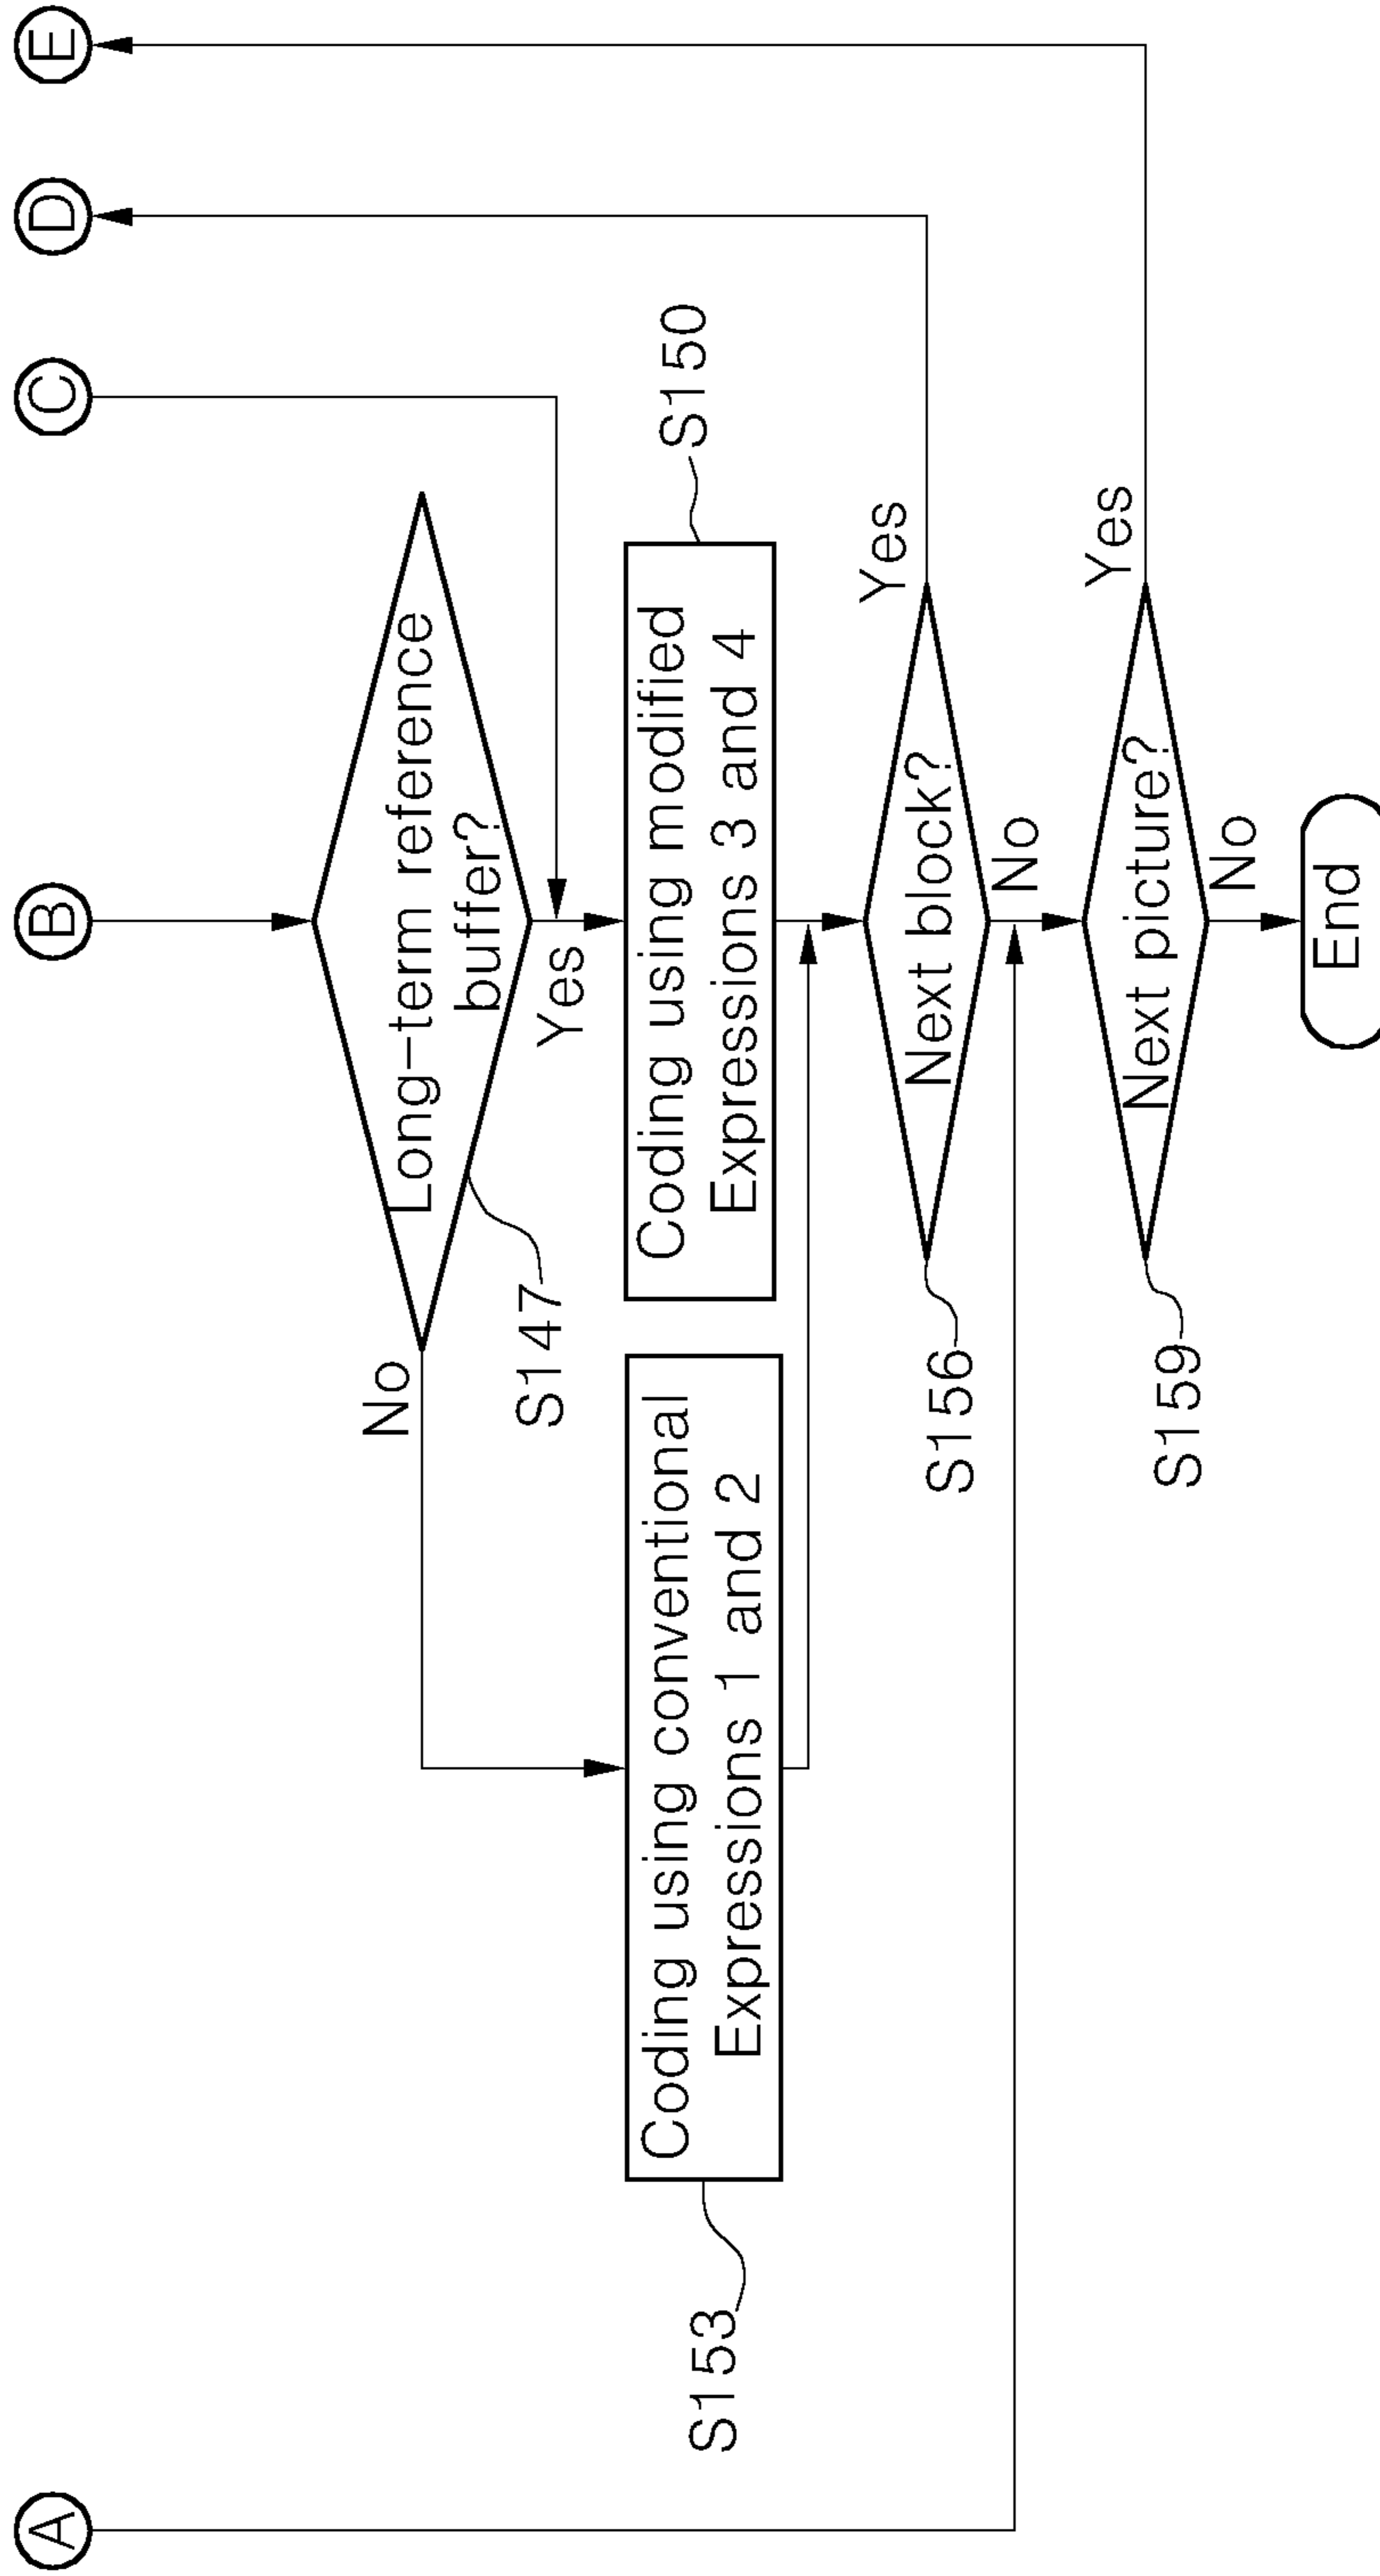 A
B
C
D
E
Long-term reference
buffer?
No
S147
Yes
Coding using conventional
Expressions 1 and 2
S153
Coding using modified
Expressions 3 and 4
S150
Next block?
Yes
S156
No
Next picture?
Yes
S159
No
End